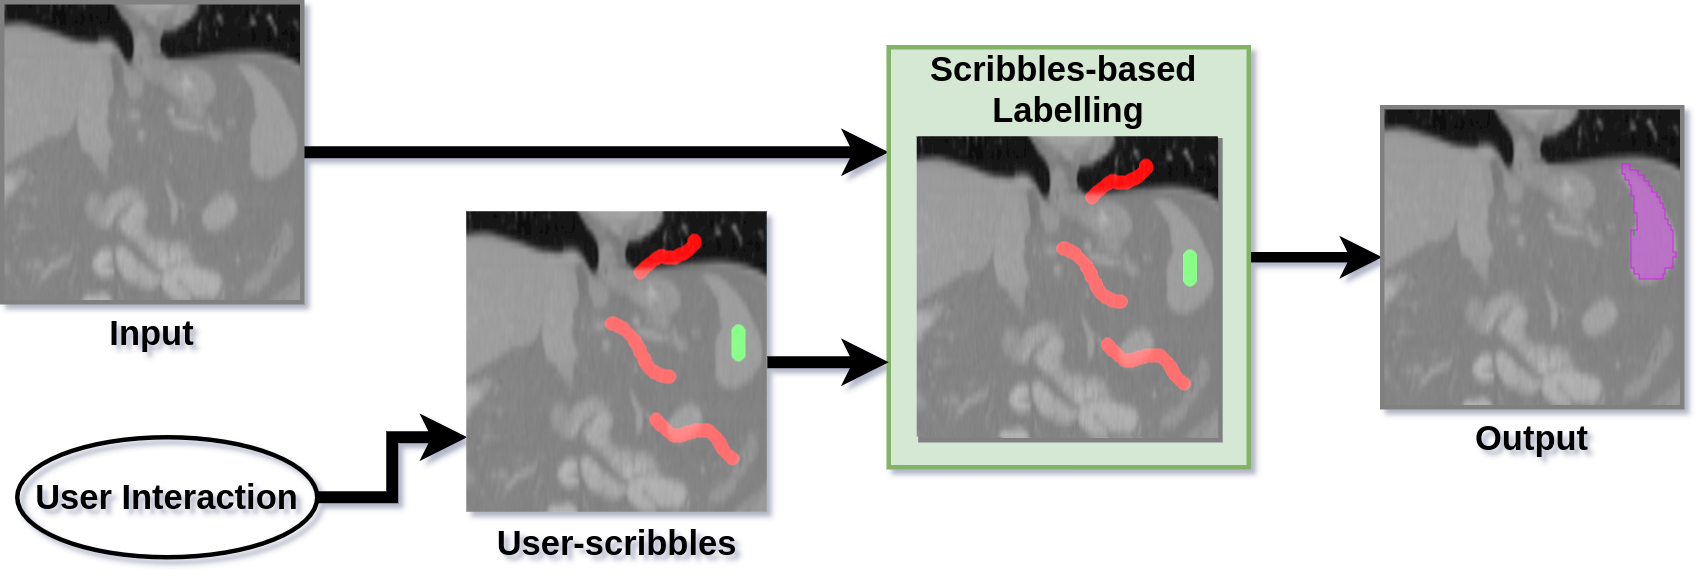 Scribbles-based
Labelling
Input
Output
User Interaction
User-scribbles